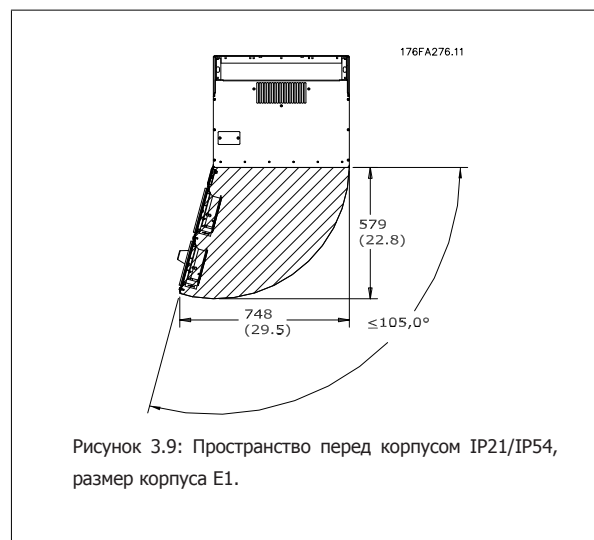 176FA276.11
579
(22.8)
748
(29.5)
≤105,0°
Рисунок 3.9: Пространство перед корпусом IP21/IP54,
размер корпуса E1.